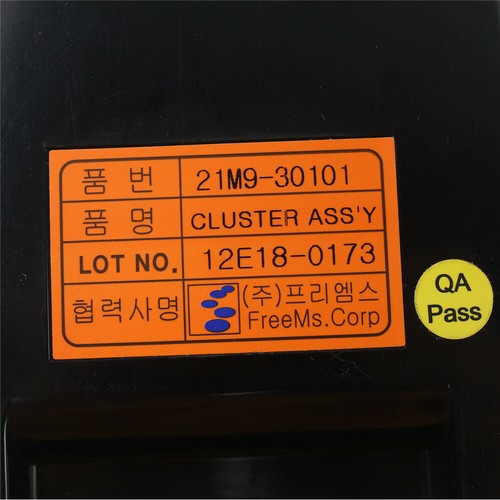 품 번 21M9-30101
품 명 CLUSTER ASS'Y
LOT NO. 12E18-0173
협력사명 (주)프리엠스
FreeMs.Corp
QA
Pass